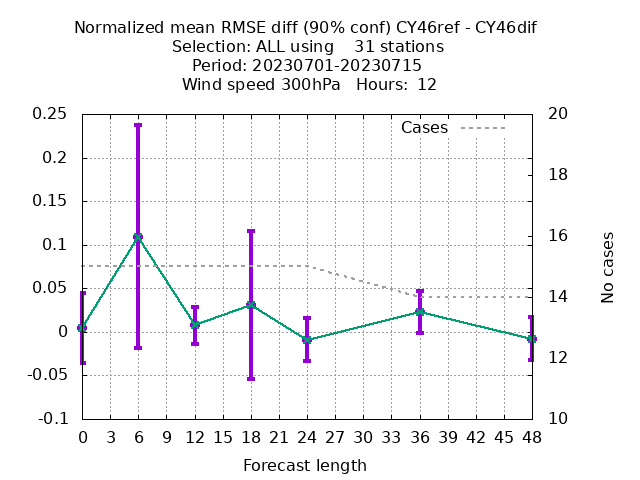 Normalized mean RMSE diff (90% conf) CY46ref - CY46dif
Selection: ALL using    31 stations
Period: 20230701-20230715
Wind speed 300hPa   Hours:  12
Cases
0.25
0.2
0.15
0.1
0.05
0
-0.05
-0.1
20
18
16
14
12
10
No cases
0 3 6 9 12 15 18 21 24 27 30 33 36 39 42 45 48
Forecast length